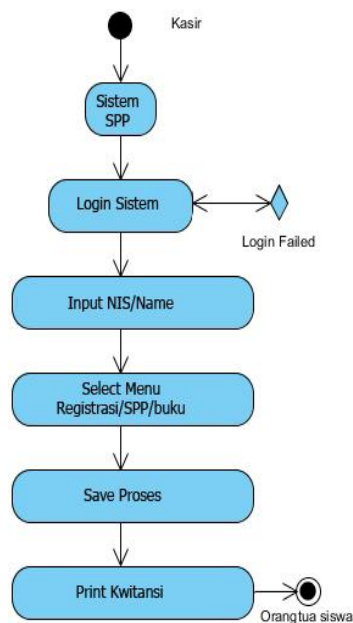 Kasir
Sistem
SPP
Login Sistem
Login Failed
Input NIS/Name
Select Menu
Registrasi/SPP/buku
Save Proses
Print Kwitansi
Orangtua siswa